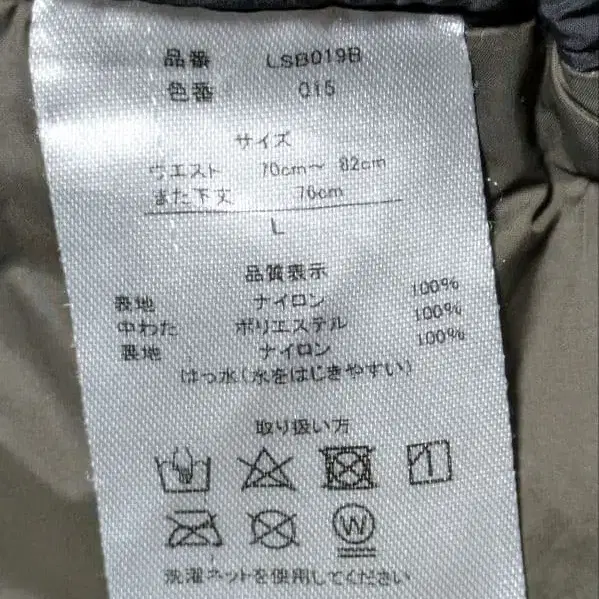 品番 LSB019B
色番 015
サイズ
ウエスト 70cm～ 82cm
また下丈 76cm
L
品質表示
表地 ナイロン 100%
中わた ポリエステル 100%
裏地 ナイロン 100%
はっ水(水をはじきやすい)
取り扱い方
W
洗濯ネットを使用してください